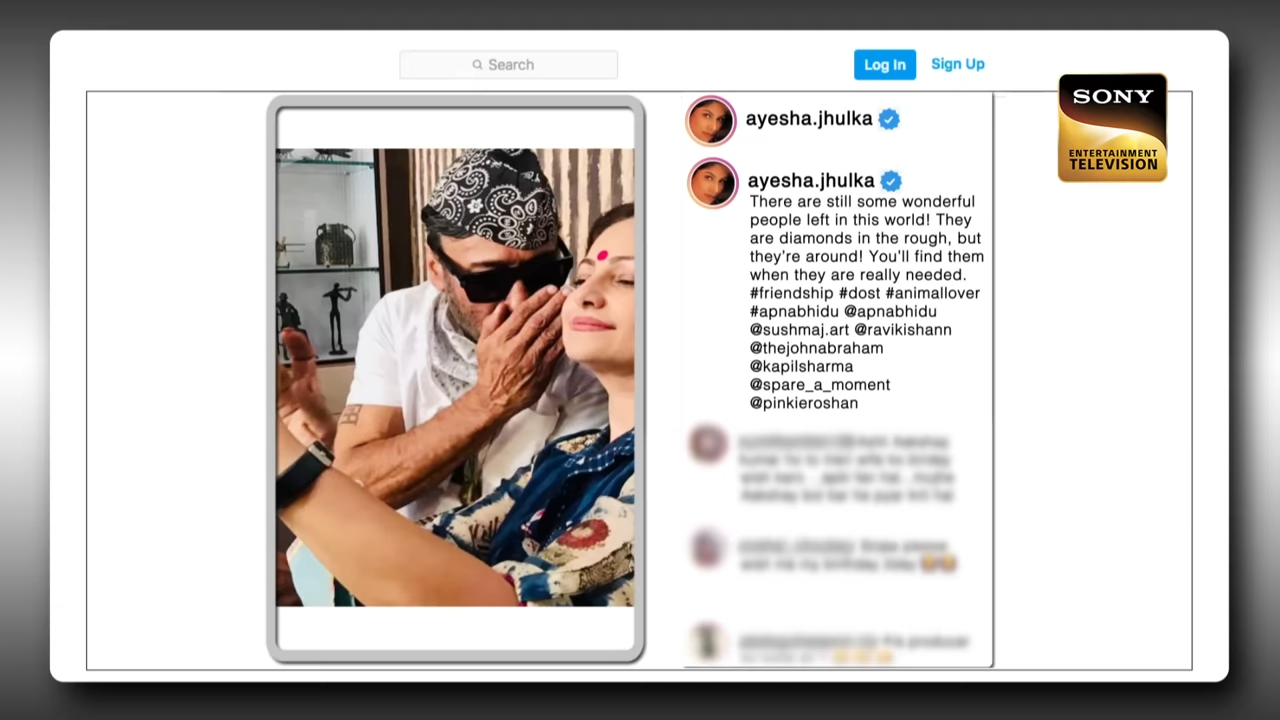 Search
Log In
Sign Up
SONY
ENTERTAINMENT
TELEVISION
ayesha.jhulka
ayesha.jhulka
There are still some wonderful
people left in this world! They
are diamonds in the rough, but
they're around! You'll find them
when they are really needed.
#friendship #dost #animallover
#apnabhidu @apnabhidu
@sushmaj.art @ravikishann
@thejohnabraham
@kapilsharma
@spare_a_moment
@pinkieroshan